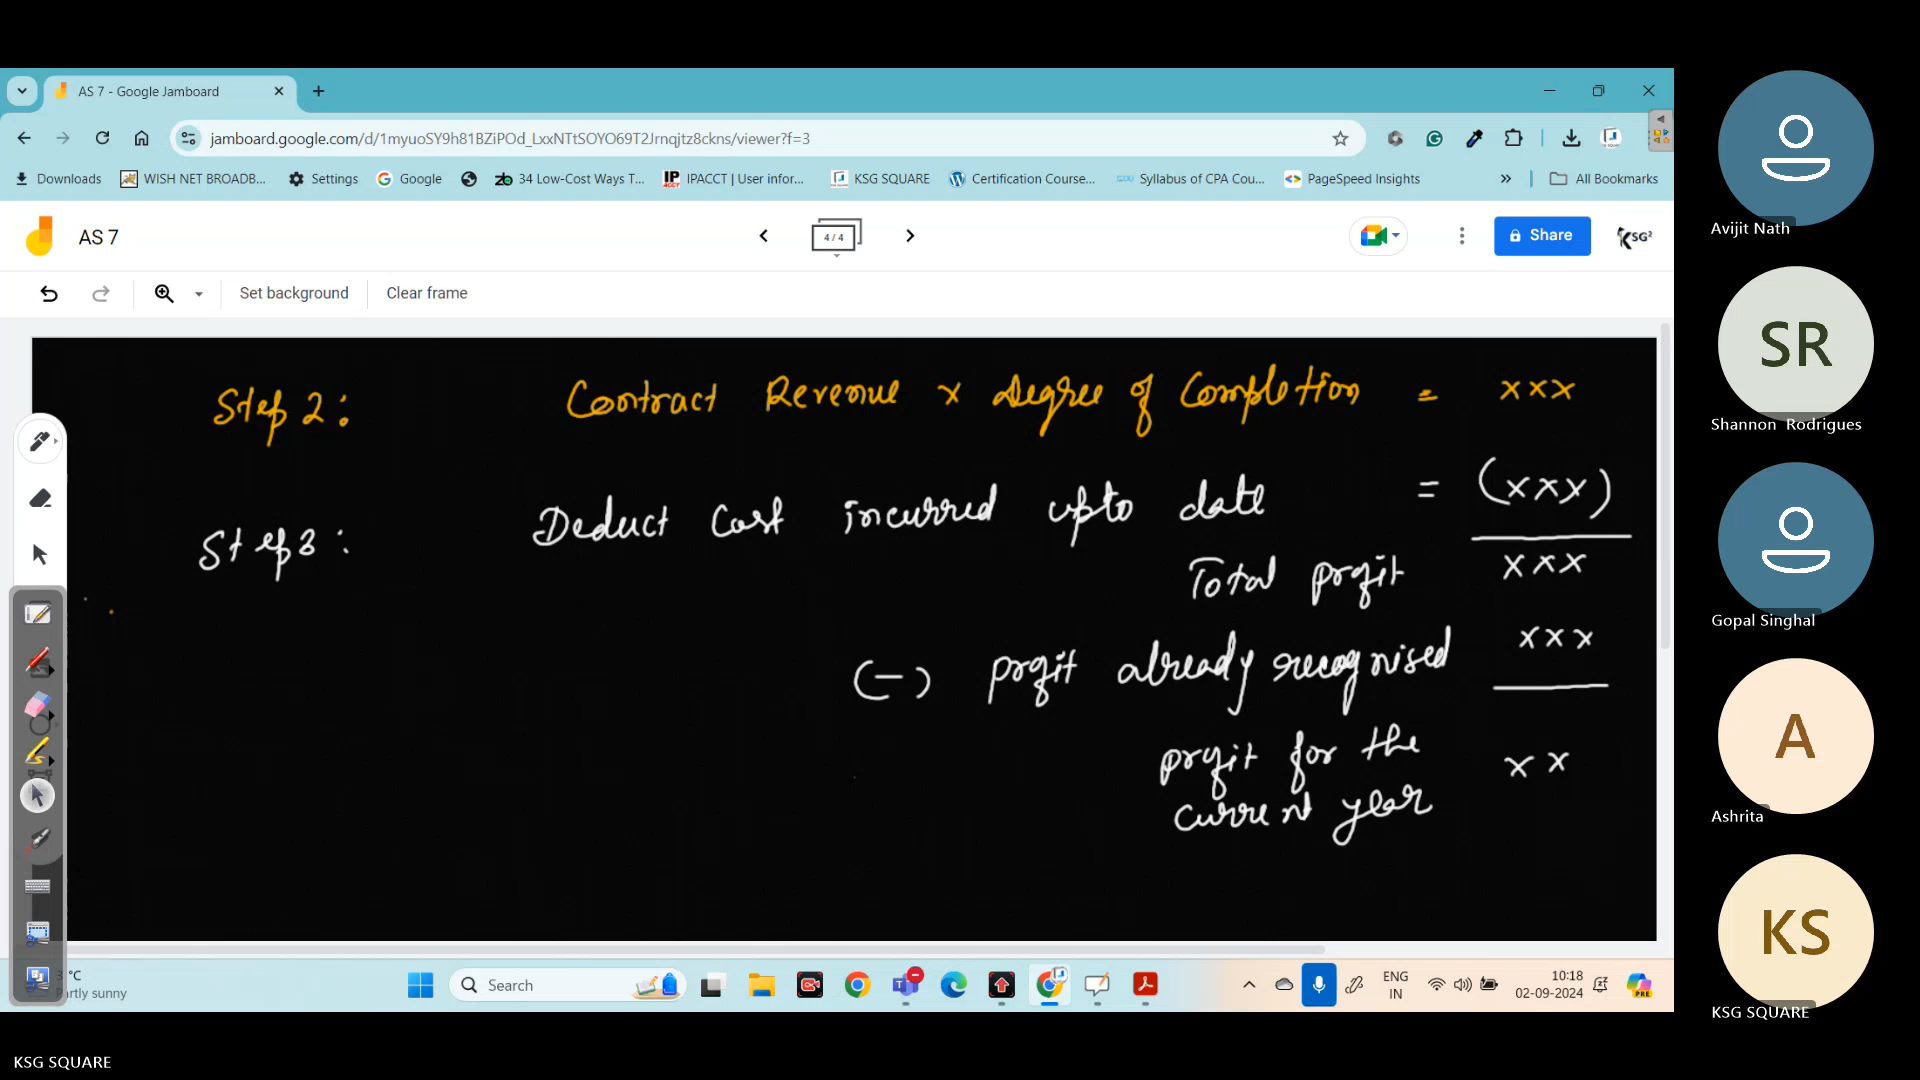 AS 7 - Google Jamboard
jamboard.google.com/d/1myuoSY9h81BZiPOd_LxxNTtSOYO69T2Jrnqjtz8ckns/viewer?f=3
Downloads WISH NET BROADB... Settings Google 34 Low-Cost Ways T... IPACCT | User infor... KSG SQUARE Certification Course... Syllabus of CPA Cou... PageSpeed Insights » All Bookmarks
AS 7
4 / 4
Share
KSG²
Set background Clear frame
Step 2: Contract Revenue x Degree of Completion = xxx
Step 3: Deduct Cost incurred upto date = (xxx)
Total profit xxx
(-) profit already recognised xxx
profit for the xx
current year
°C
Partly sunny
Search
ENG
IN
10:18
02-09-2024
PRE
Avijit Nath
SR
Shannon Rodrigues
Gopal Singhal
A
Ashrita
KS
KSG SQUARE
KSG SQUARE